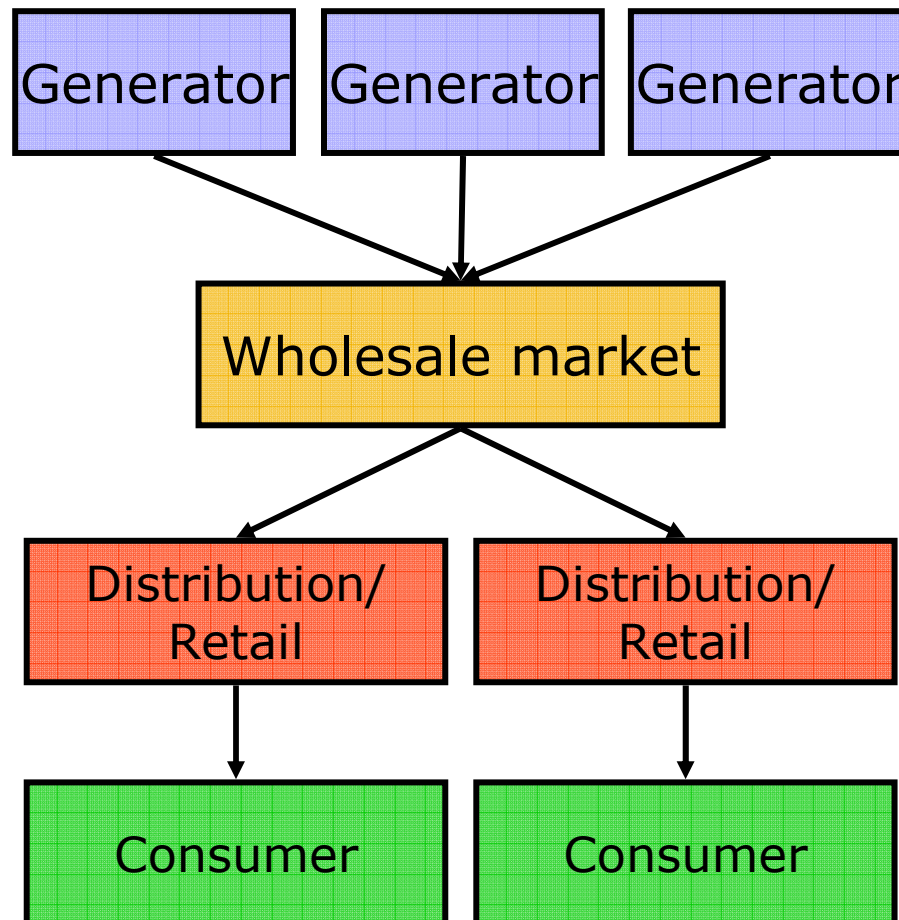 Generator Generator Generator
Wholesale market
Distribution/ Distribution/
Retail Retail
Consumer Consumer